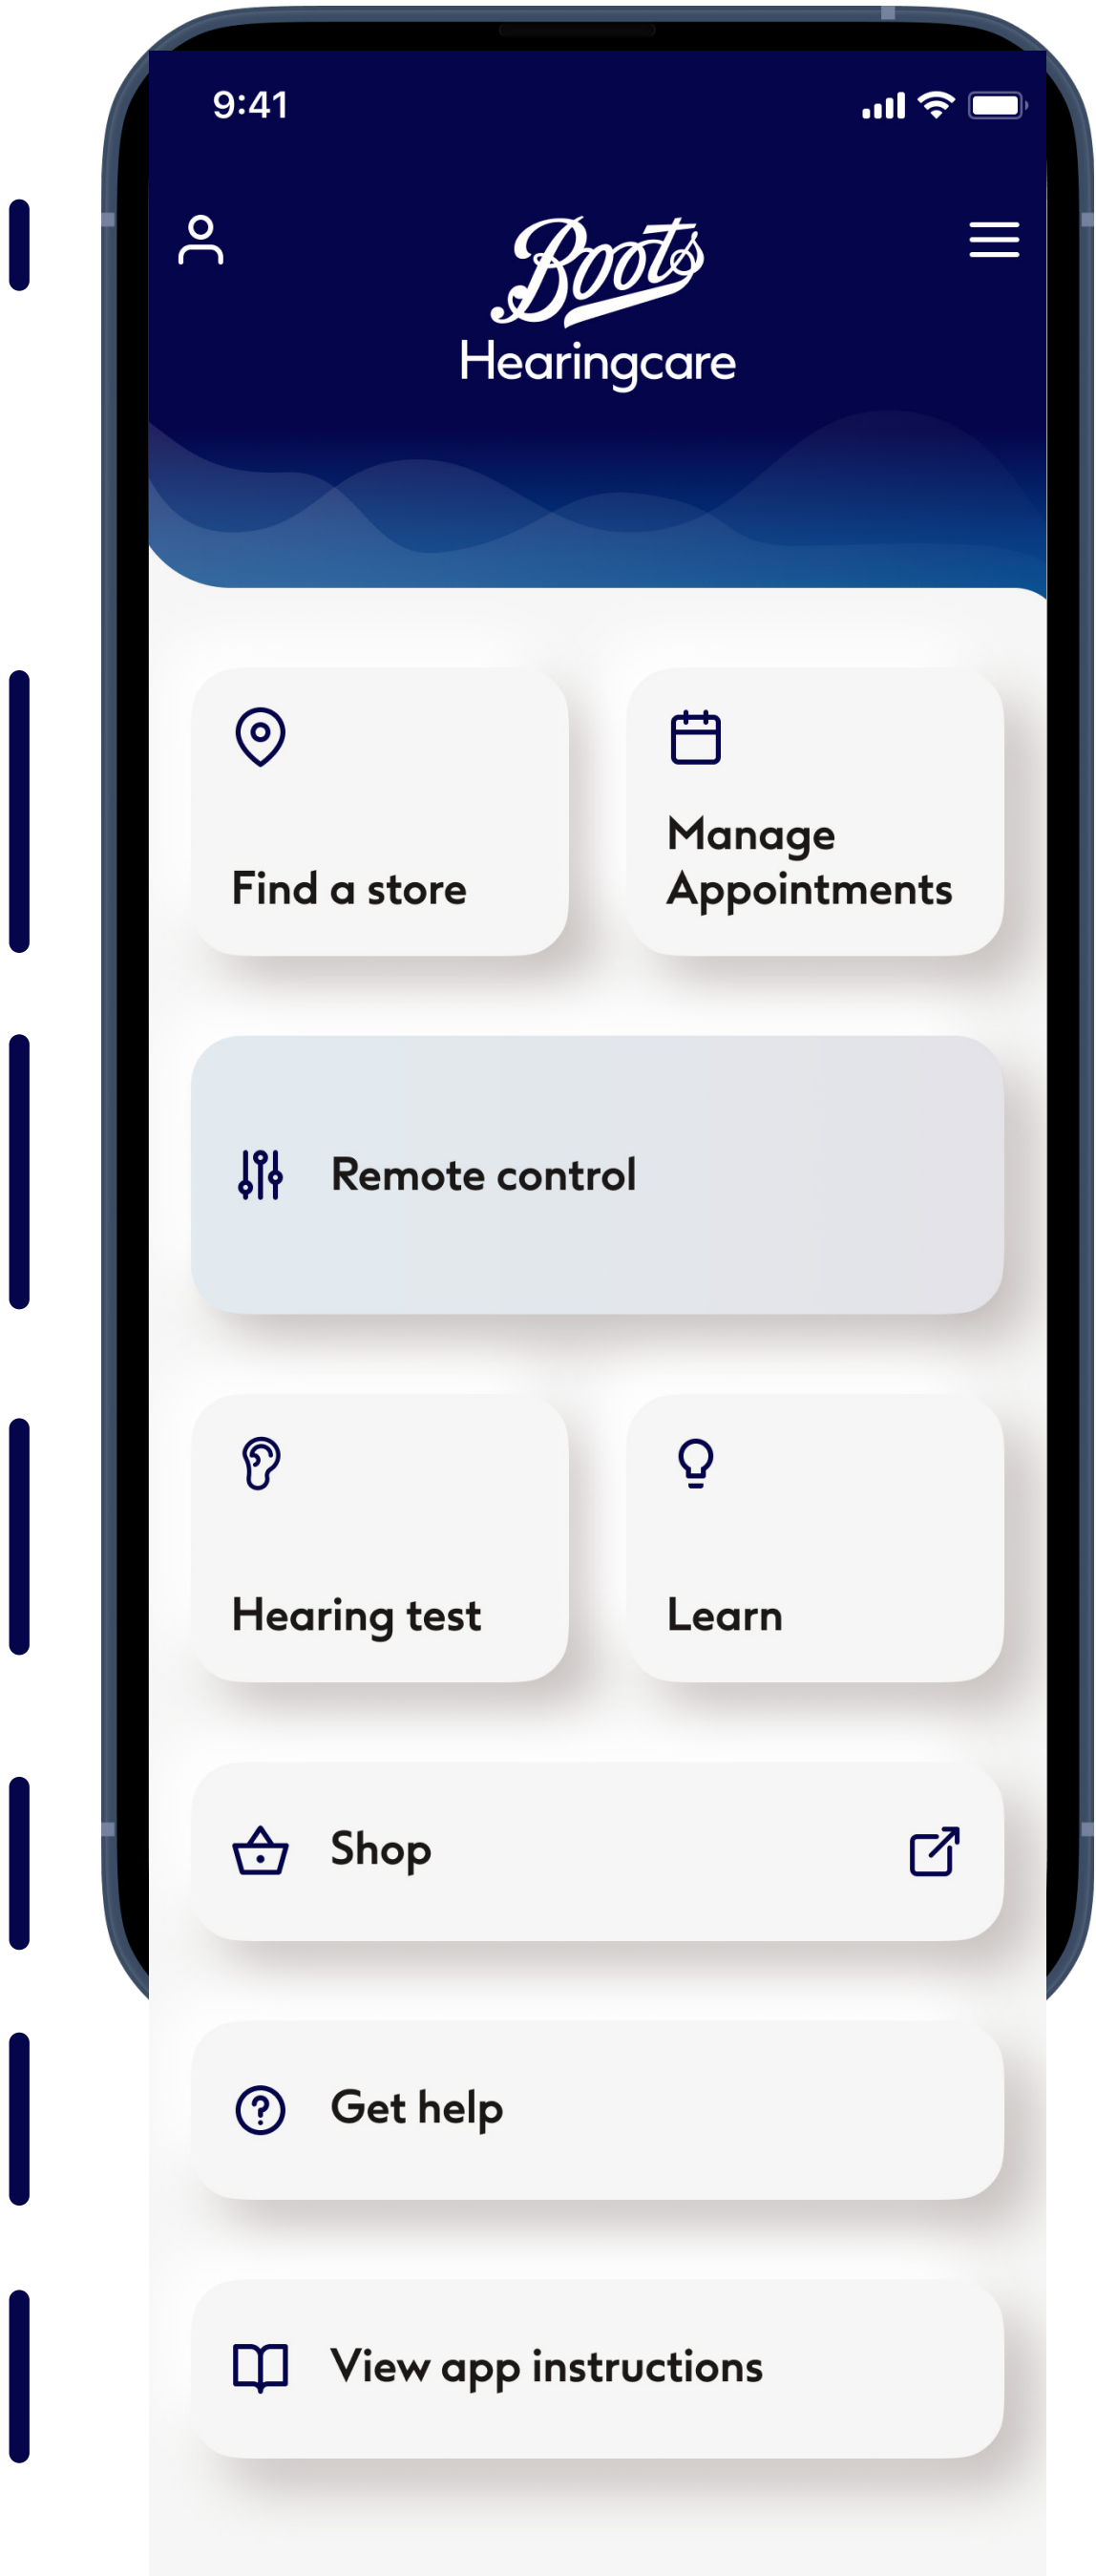 9:41
Boots
Hearingcare
Find a store
Manage
Appointments
Remote control
Hearing test
Learn
Shop
Get help
View app instructions